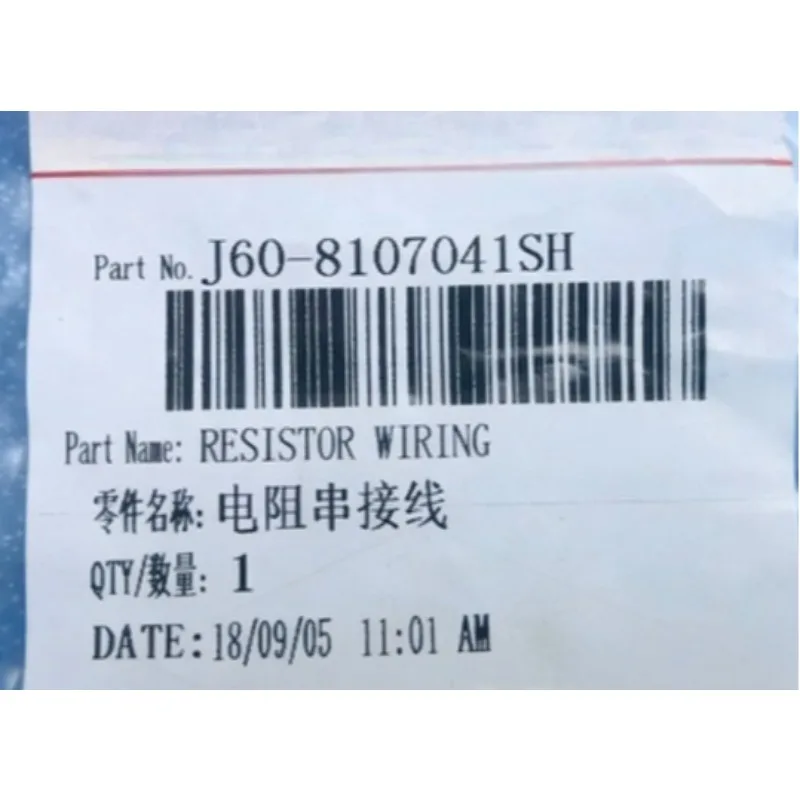 Part No. J60-8107041SH
Part Name: RESISTOR WIRING
零件名称: 电阻串接线
QTY/数量: 1
DATE: 18/09/05 11:01 AM